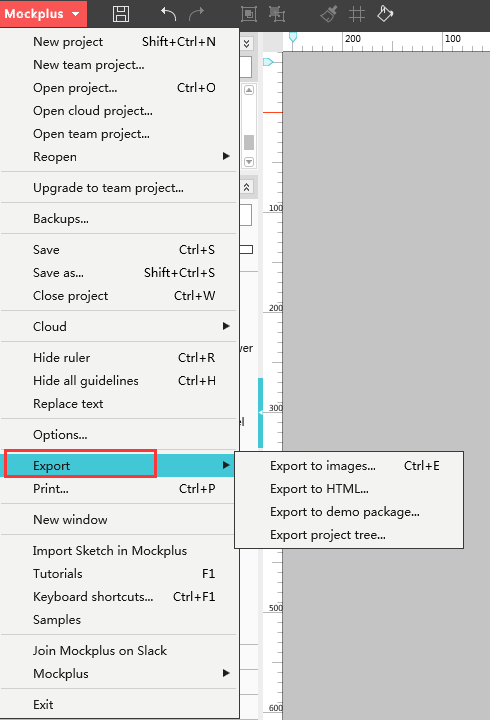 Mockplus
200 100
New project Shift+Ctrl+N
New team project...
Open project... Ctrl+O
Open cloud project...
Open team project...
Reopen
Upgrade to team project...
100
Backups...
Save Ctrl+S
Save as... Shift+Ctrl+S
Close project Ctrl+W
200
Cloud
Hide ruler Ctrl+R
Hide all guidelines Ctrl+H
Replace text
300
Options...
Export
Export to images... Ctrl+E
Print... Ctrl+P
Export to HTML...
Export to demo package...
New window
Export project tree...
Import Sketch in Mockplus
Tutorials F1
Keyboard shortcuts... Ctrl+F1
500
Samples
Join Mockplus on Slack
Mockplus
Exit
600